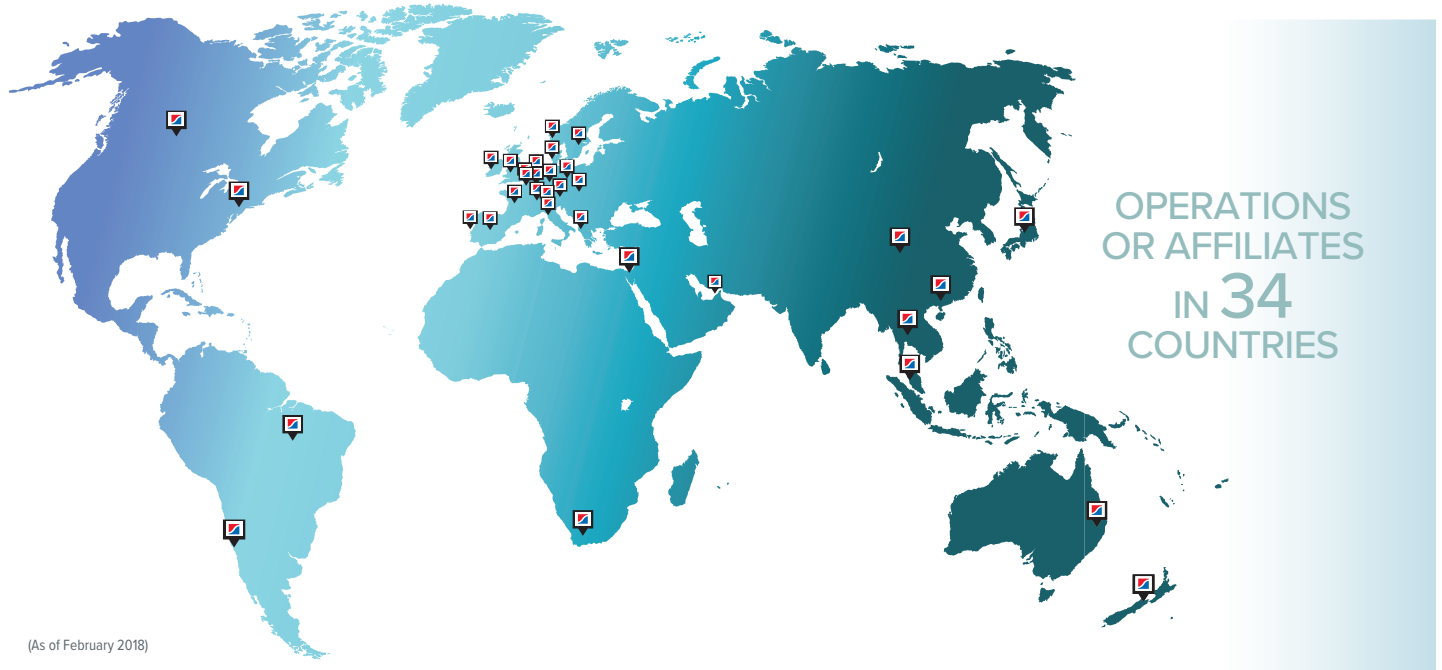 OPERATIONS
OR AFFILIATES
IN 34
COUNTRIES
(As of February 2018)